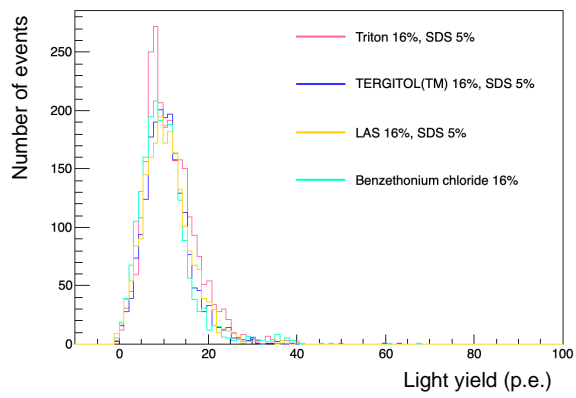 Number of events
250
200
150
100
50
0
Triton 16%, SDS 5%
TERGITOL(TM) 16%, SDS 5%
LAS 16%, SDS 5%
Benzethonium chloride 16%
0 20 40 60 80 100
Light yield (p.e.)